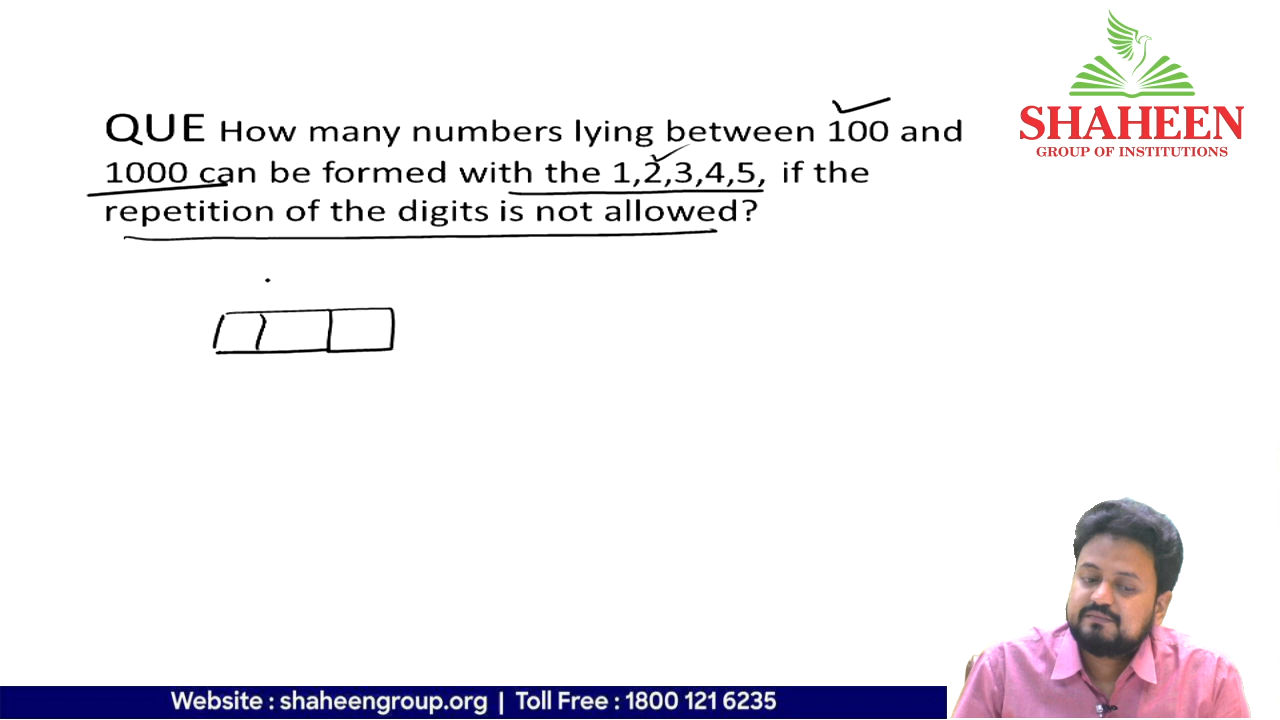 QUE How many numbers lying between 100 and
1000 can be formed with the 1,2,3,4,5, if the
repetition of the digits is not allowed?
SHAHEEN
GROUP OF INSTITUTIONS
Website : shaheengroup.org | Toll Free : 1800 121 6235